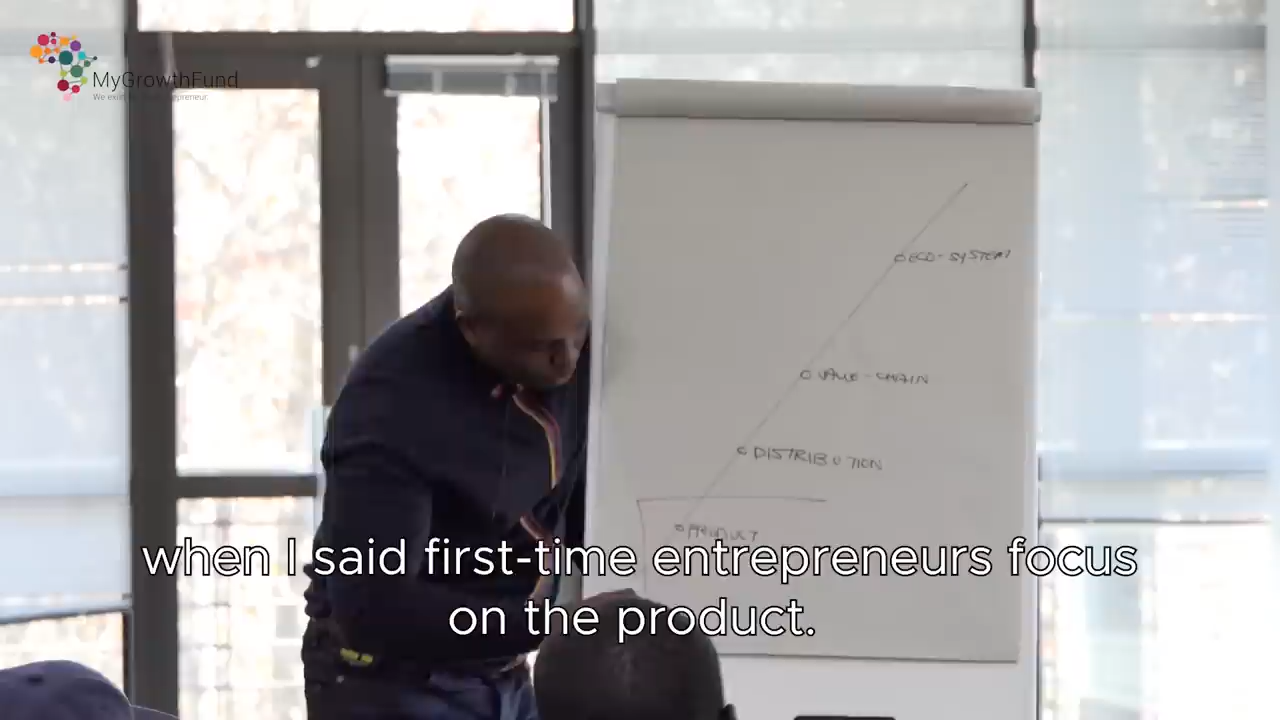 MyGrowthFund
ECO-SYSTEM
VALUE-CHAIN
DISTRIBUTION
PRODUCT
when I said first-time entrepreneurs focus
on the product.